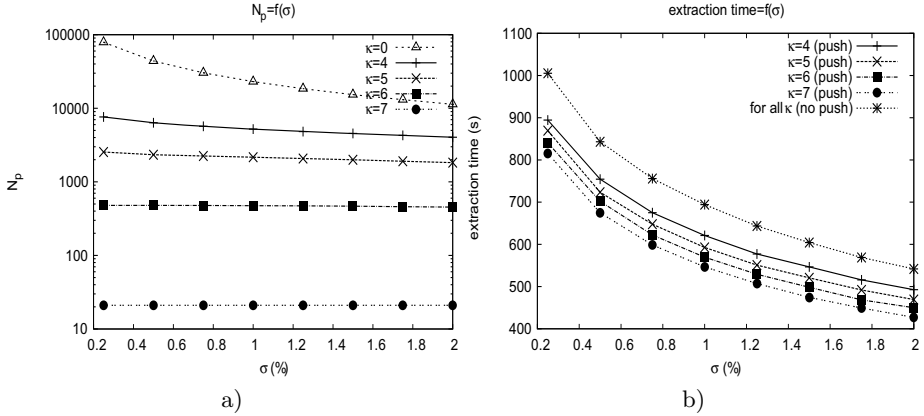 Nₚ=f(σ)
100000
10000
1000
100
10
Nₚ
κ=0
κ=4
κ=5
κ=6
κ=7
0.2 0.4 0.6 0.8 1.0 1.2 1.4 1.6 1.8 2
σ (%)
a)
extraction time=f(σ)
1100
1000
900
800
700
600
500
400
extraction time (s)
κ=4 (push)
κ=5 (push)
κ=6 (push)
κ=7 (push)
for all κ (no push)
0.2 0.4 0.6 0.8 1.0 1.2 1.4 1.6 1.8 2
σ (%)
b)